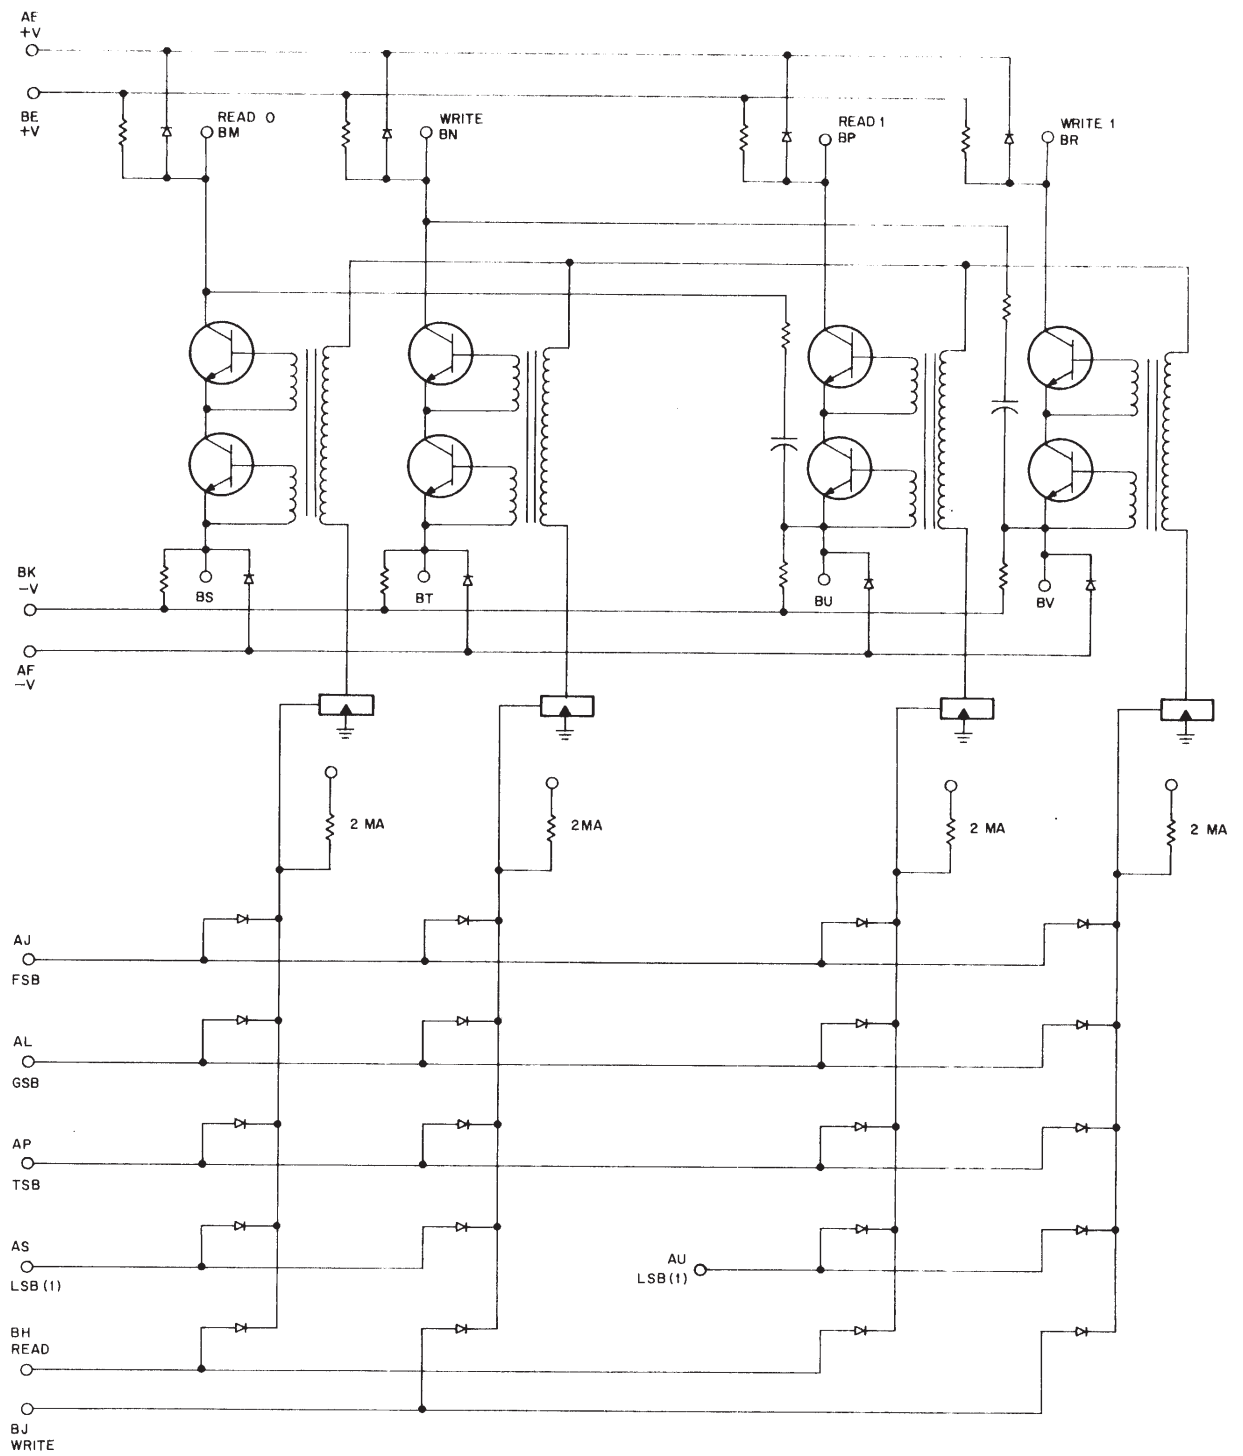 AE
+V
BE
+V
READ 0
BM
WRITE
BN
READ 1
BP
WRITE 1
BR
BK
-V
BS
BT
BU
BV
AF
-V
2 MA
2MA
2 MA
2 MA
AJ
FSB
AL
GSB
AP
TSB
AS
LSB (1)
AU
LSB(1)
BH
READ
BJ
WRITE